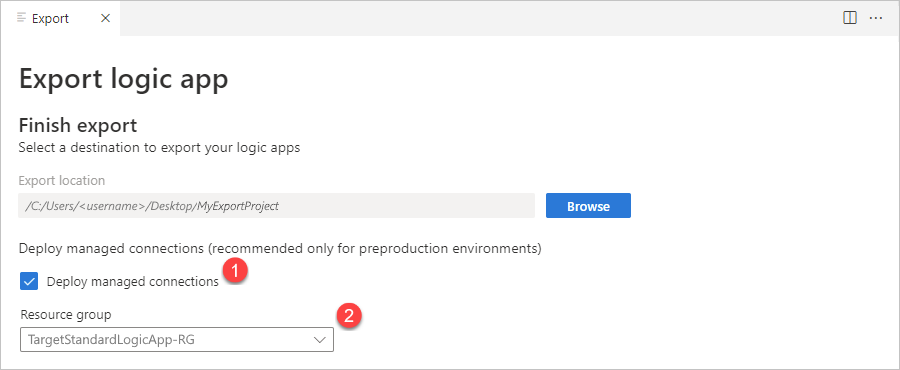 Export
Export logic app
Finish export
Select a destination to export your logic apps
Export location
/C:/Users/<username>/Desktop/MyExportProject
Browse
Deploy managed connections (recommended only for preproduction environments)
Deploy managed connections 1
Resource group 2
TargetStandardLogicApp-RG